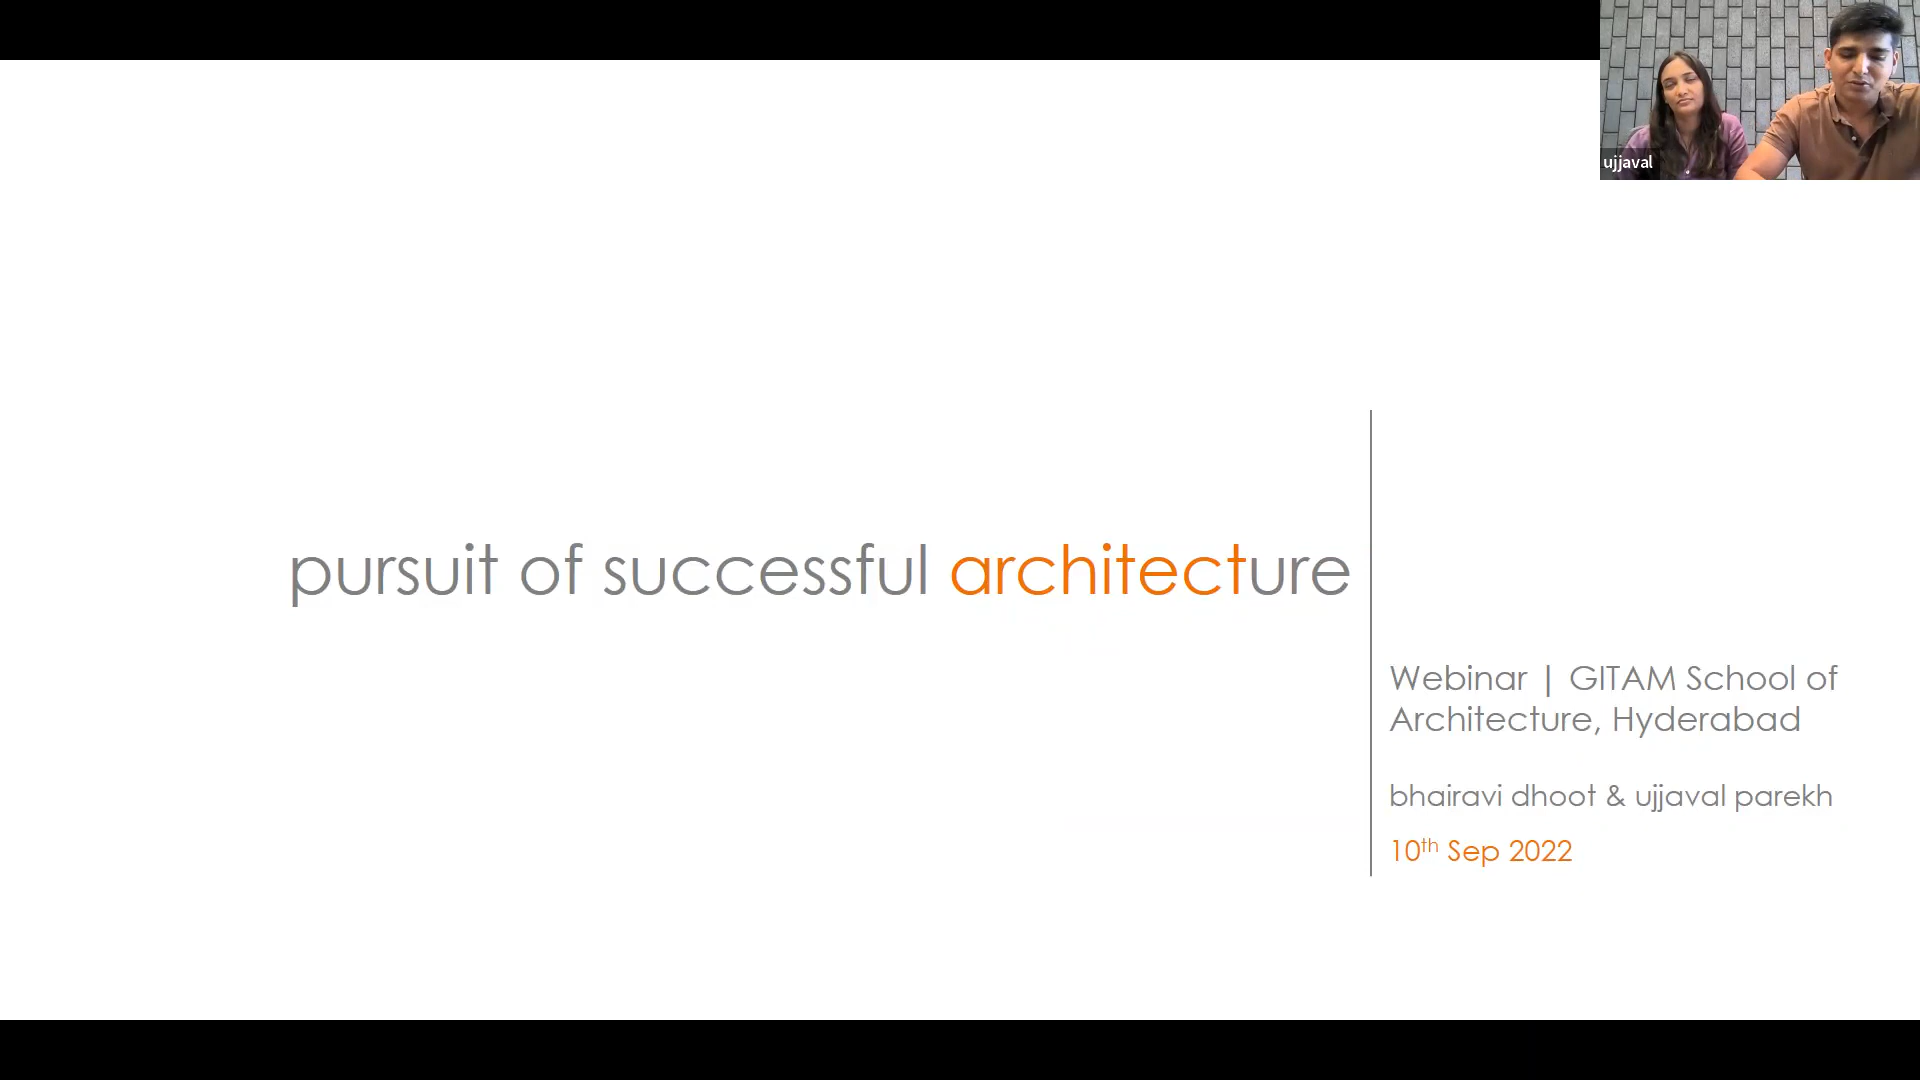 ujjaval
pursuit of successful architecture
Webinar | GITAM School of
Architecture, Hyderabad
bhairavi dhoot & ujjaval parekh
10th Sep 2022